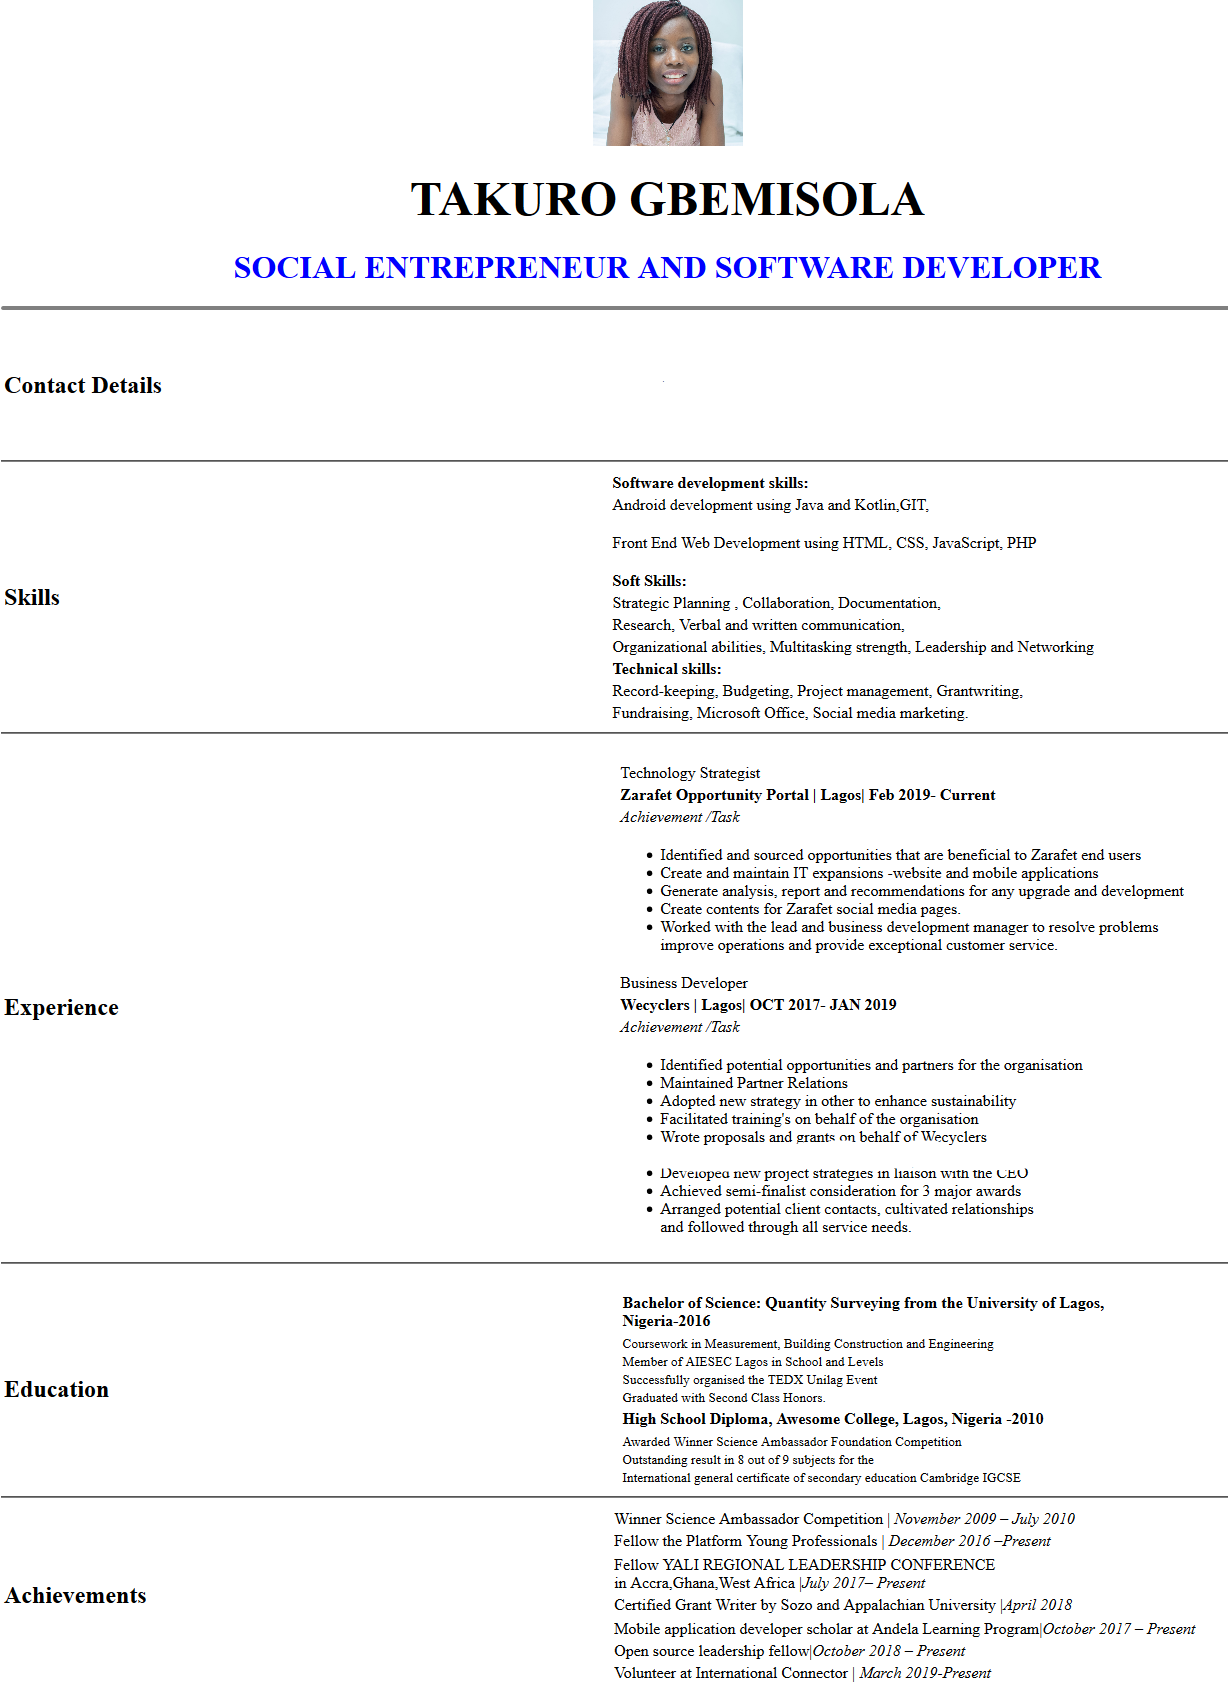 TAKURO GBEMISOLA
SOCIAL ENTREPRENEUR AND SOFTWARE DEVELOPER
Contact Details
Skills
Software development skills:
Android development using Java and Kotlin,GIT,
Front End Web Development using HTML, CSS, JavaScript, PHP
Soft Skills:
Strategic Planning , Collaboration, Documentation,
Research, Verbal and written communication,
Organizational abilities, Multitasking strength, Leadership and Networking
Technical skills:
Record-keeping, Budgeting, Project management, Grantwriting,
Fundraising, Microsoft Office, Social media marketing.
Experience
Technology Strategist
Zarafet Opportunity Portal | Lagos| Feb 2019- Current
Achievement /Task
• Identified and sourced opportunities that are beneficial to Zarafet end users
• Create and maintain IT expansions -website and mobile applications
• Generate analysis, report and recommendations for any upgrade and development
• Create contents for Zarafet social media pages.
• Worked with the lead and business development manager to resolve problems
improve operations and provide exceptional customer service.
Business Developer
Wecyclers | Lagos| OCT 2017- JAN 2019
Achievement /Task
• Identified potential opportunities and partners for the organisation
• Maintained Partner Relations
• Adopted new strategy in other to enhance sustainability
• Facilitated training's on behalf of the organisation
• Wrote proposals and grants on behalf of Wecyclers
• Developed new project strategies in liaison with the CEO
• Achieved semi-finalist consideration for 3 major awards
• Arranged potential client contacts, cultivated relationships
and followed through all service needs.
Education
Bachelor of Science: Quantity Surveying from the University of Lagos,
Nigeria-2016
Coursework in Measurement, Building Construction and Engineering
Member of AIESEC Lagos in School and Levels
Successfully organised the TEDX Unilag Event
Graduated with Second Class Honors.
High School Diploma, Awesome College, Lagos, Nigeria -2010
Awarded Winner Science Ambassador Foundation Competition
Outstanding result in 8 out of 9 subjects for the
International general certificate of secondary education Cambridge IGCSE
Achievements
Winner Science Ambassador Competition | November 2009 – July 2010
Fellow the Platform Young Professionals | December 2016 –Present
Fellow YALI REGIONAL LEADERSHIP CONFERENCE
in Accra,Ghana,West Africa |July 2017– Present
Certified Grant Writer by Sozo and Appalachian University |April 2018
Mobile application developer scholar at Andela Learning Program|October 2017 – Present
Open source leadership fellow|October 2018 – Present
Volunteer at International Connector | March 2019-Present